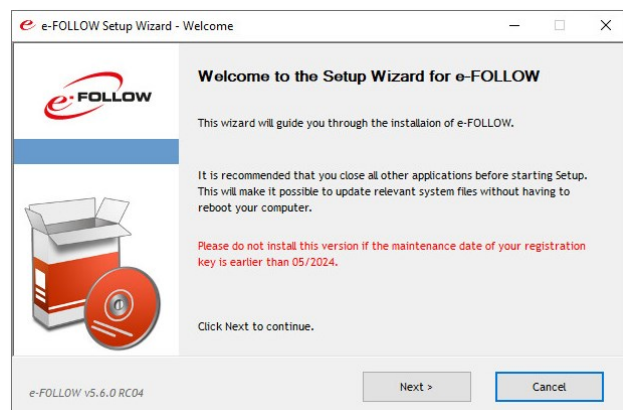 e-FOLLOW Setup Wizard - Welcome
e-FOLLOW
Welcome to the Setup Wizard for e-FOLLOW
This wizard will guide you through the installaion of e-FOLLOW.
It is recommended that you close all other applications before starting Setup.
This will make it possible to update relevant system files without having to
reboot your computer.
Please do not install this version if the maintenance date of your registration
key is earlier than 05/2024.
Click Next to continue.
e-FOLLOW v5.6.0 RC04
Next >
Cancel